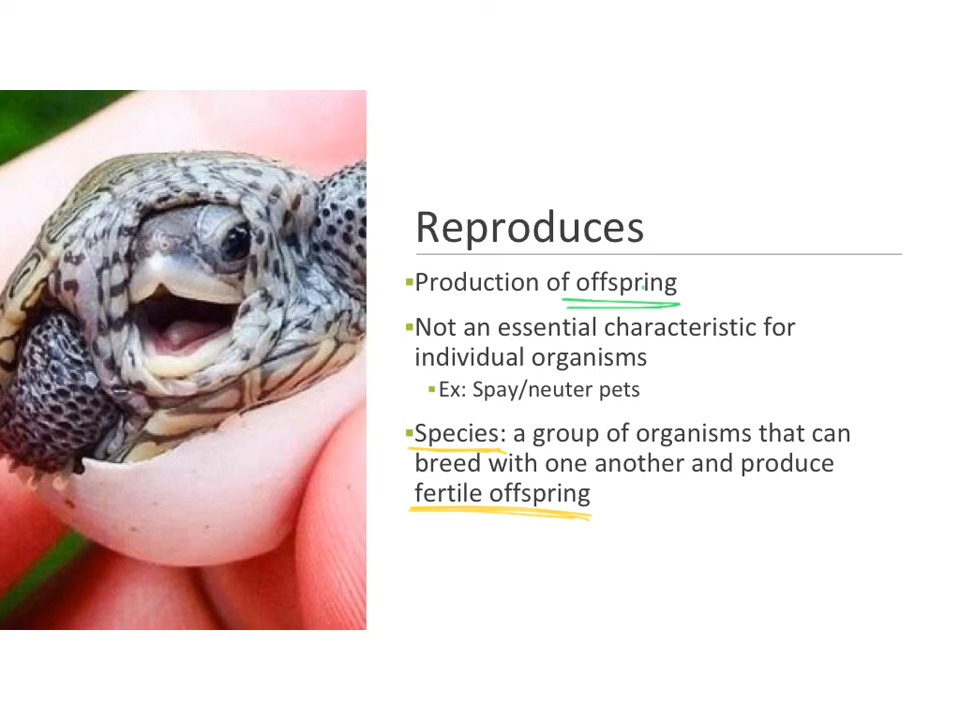 Reproduces
▪Production of offspring
▪Not an essential characteristic for
individual organisms
▪Ex: Spay/neuter pets
▪Species: a group of organisms that can
breed with one another and produce
fertile offspring